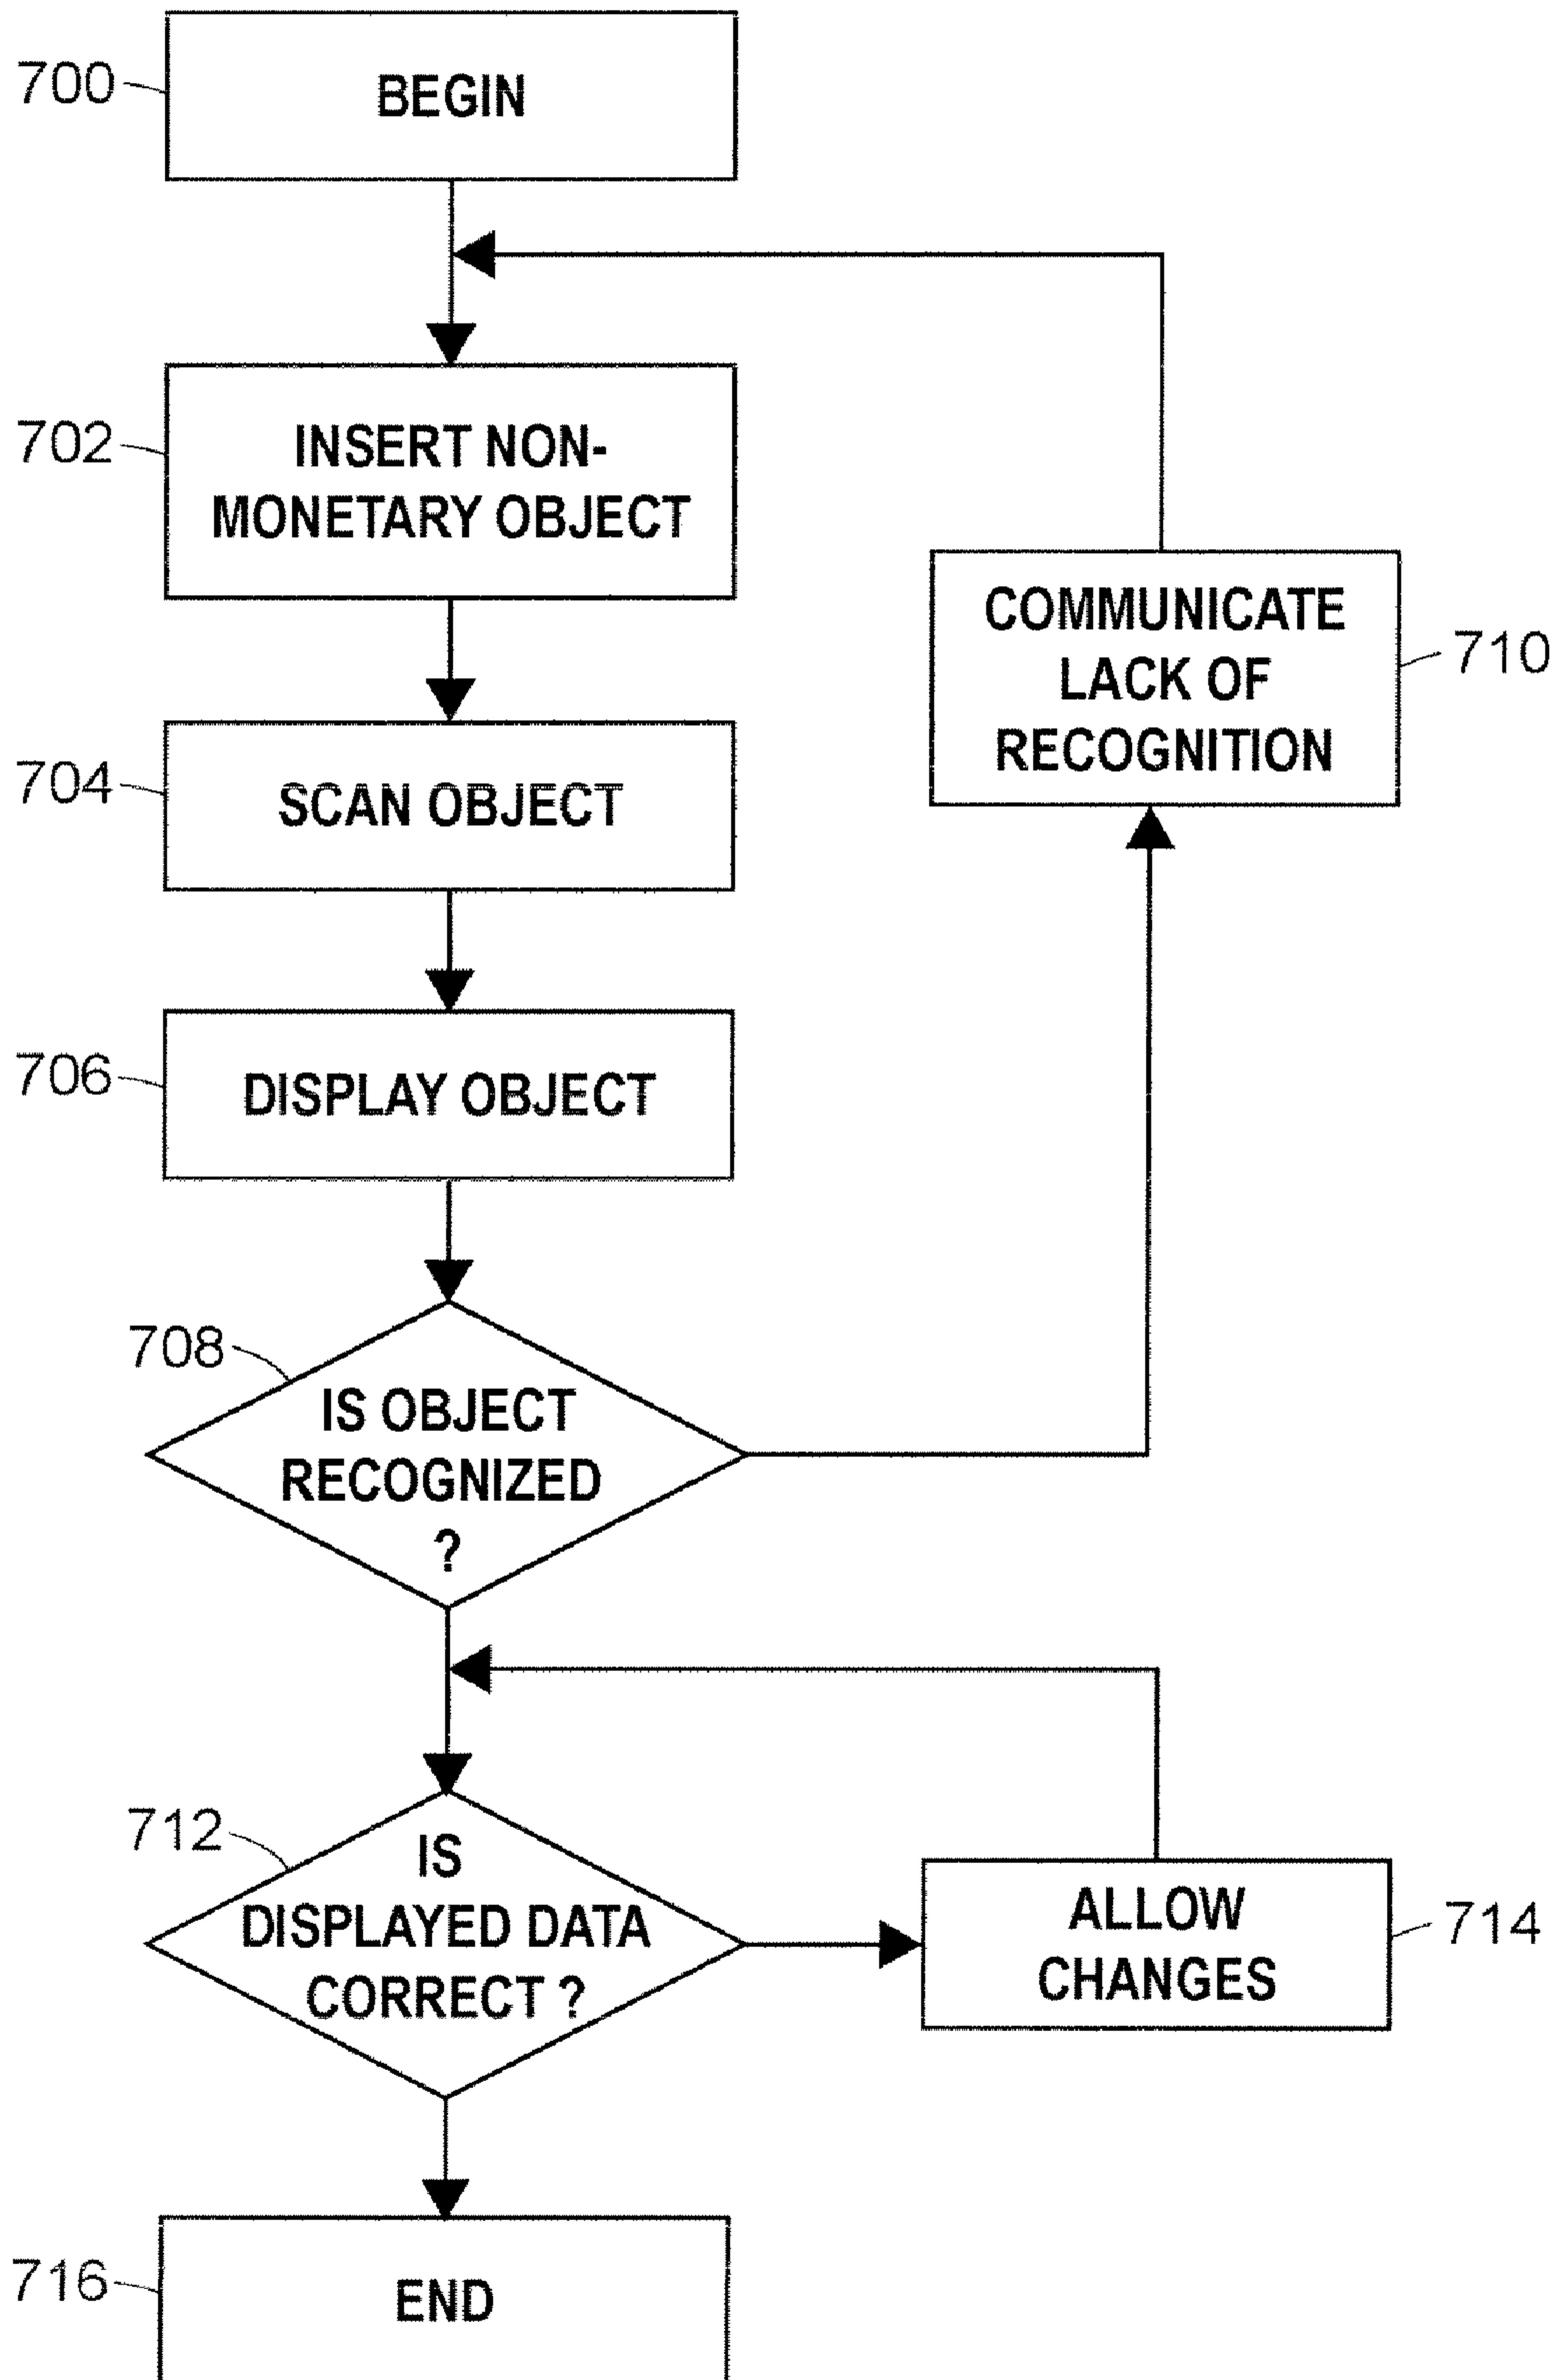 700
BEGIN
702
INSERT NON-
MONETARY OBJECT
COMMUNICATE
LACK OF
RECOGNITION
710
704
SCAN OBJECT
706
DISPLAY OBJECT
708
IS OBJECT
RECOGNIZED
?
712
IS
DISPLAYED DATA
CORRECT ?
ALLOW
CHANGES
714
716
END